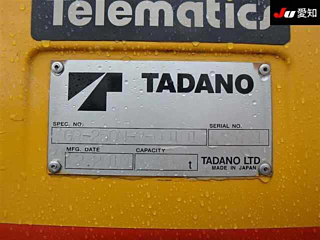 Telematics
Ju 愛知
TADANO
SPEC. NO.
SERIAL NO.
MFG. DATE
CAPACITY
t
TADANO LTD
MADE IN JAPAN